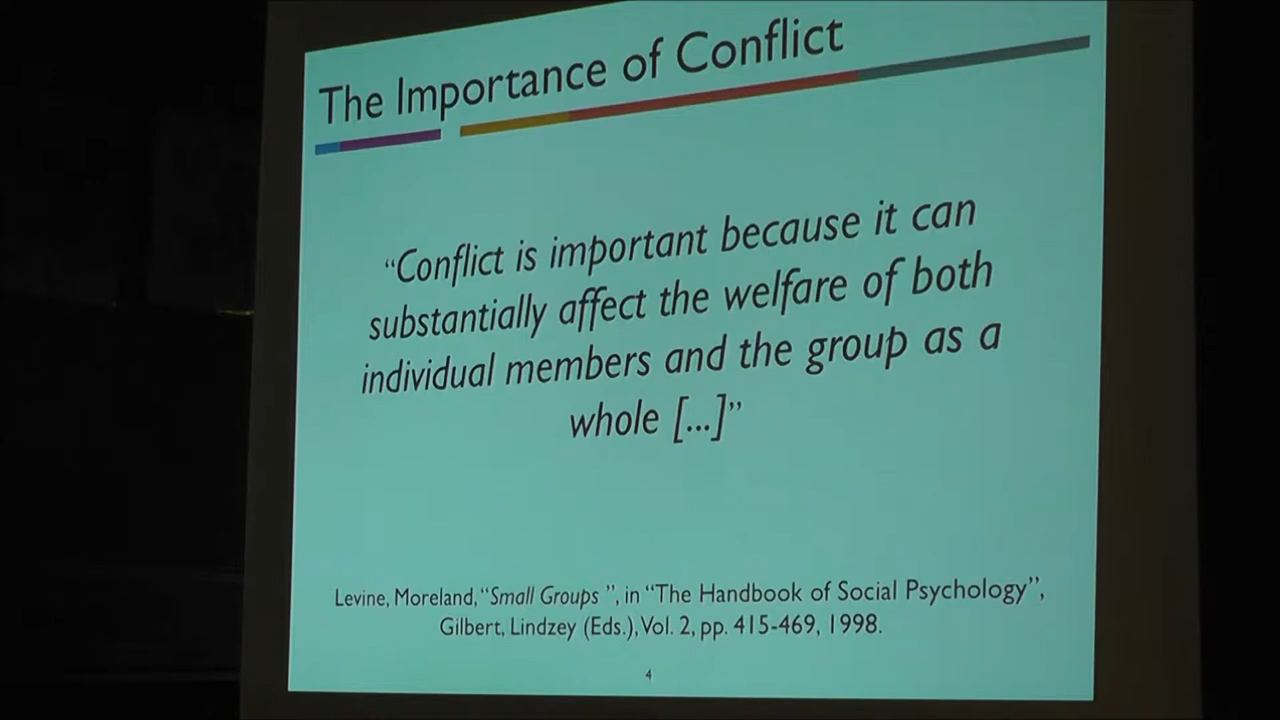 The Importance of Conflict
“Conflict is important because it can
substantially affect the welfare of both
individual members and the group as a
whole [...]”
Levine, Moreland, “Small Groups ”, in “The Handbook of Social Psychology”,
Gilbert, Lindzey (Eds.), Vol. 2, pp. 415-469, 1998.
4